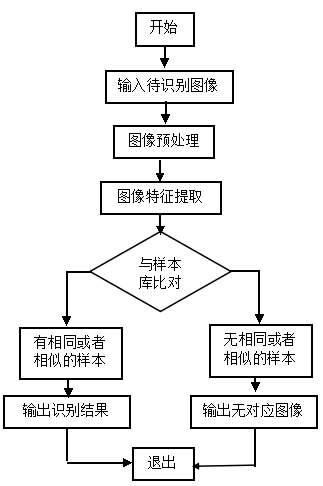 开始
输入待识别图像
图像预处理
图像特征提取
与样本
库比对
有相同或者
相似的样本
无相同或者
相似的样本
输出识别结果
输出无对应图像
退出